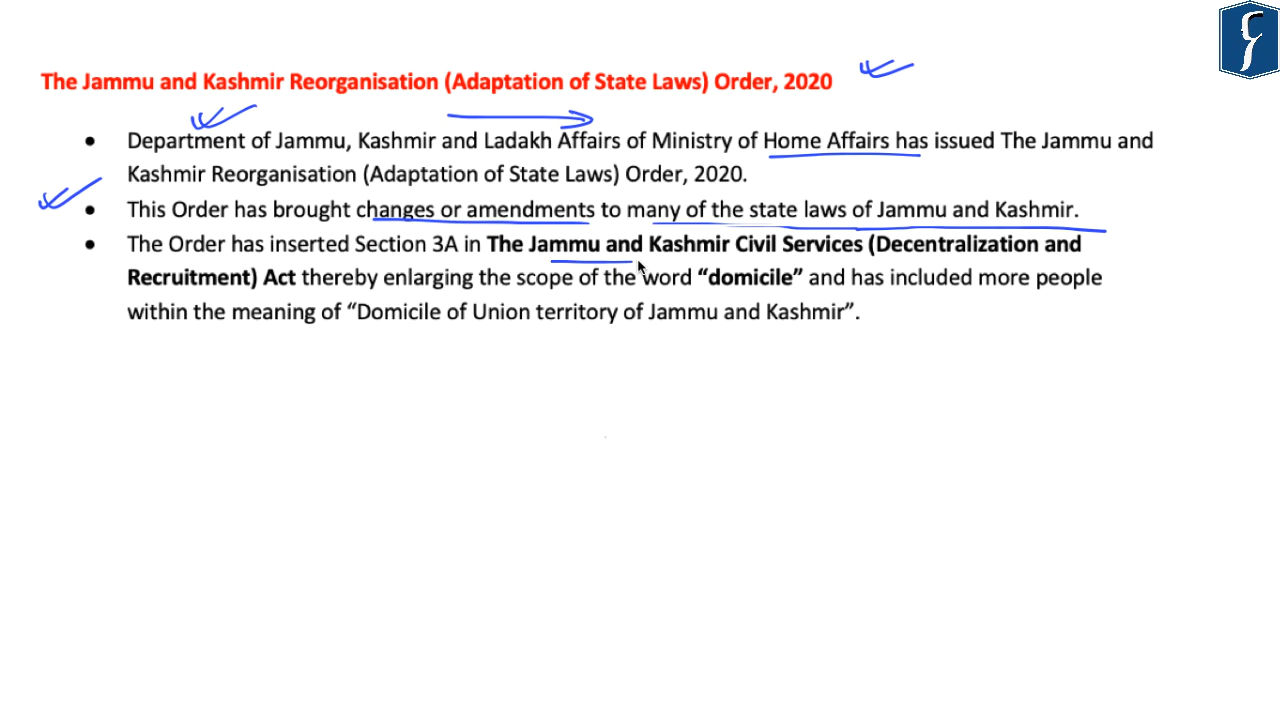 The Jammu and Kashmir Reorganisation (Adaptation of State Laws) Order, 2020
• Department of Jammu, Kashmir and Ladakh Affairs of Ministry of Home Affairs has issued The Jammu and
Kashmir Reorganisation (Adaptation of State Laws) Order, 2020.
• This Order has brought changes or amendments to many of the state laws of Jammu and Kashmir.
• The Order has inserted Section 3A in The Jammu and Kashmir Civil Services (Decentralization and
Recruitment) Act thereby enlarging the scope of the word “domicile” and has included more people
within the meaning of “Domicile of Union territory of Jammu and Kashmir”.